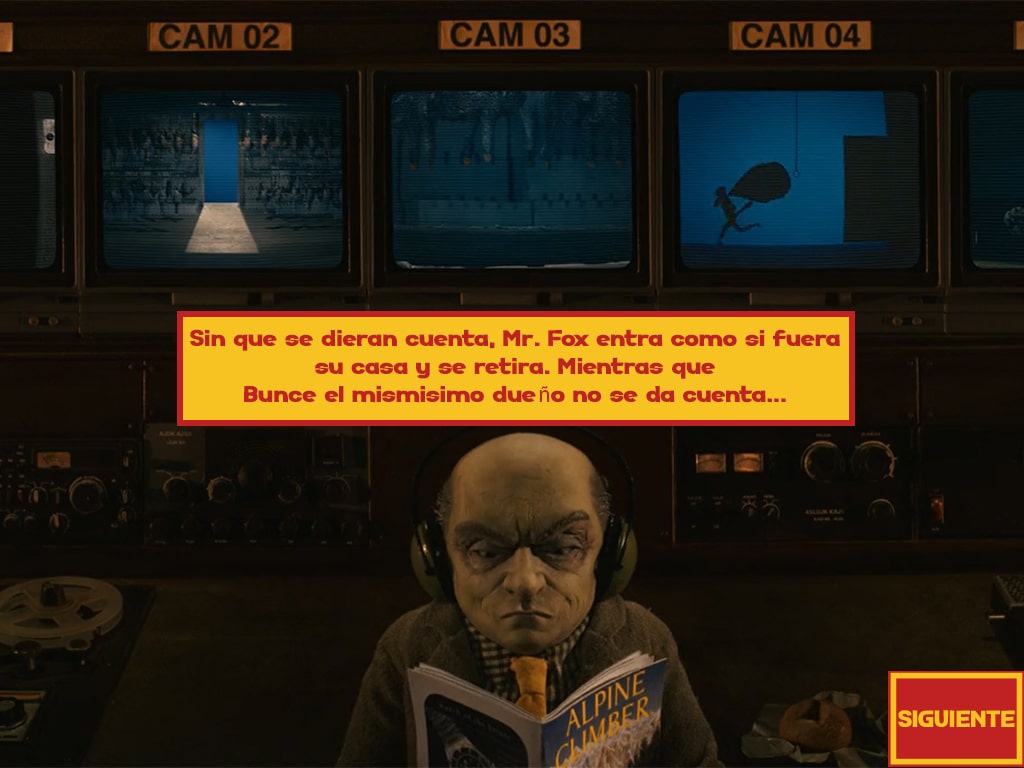 CAM 02
CAM 03
CAM 04
Sin que se dieran cuenta, Mr. Fox entra como si fuera
su casa y se retira. Mientras que
Bunce el mismisimo dueño no se da cuenta...
ALPINE
CLIMBER
SIGUIENTE